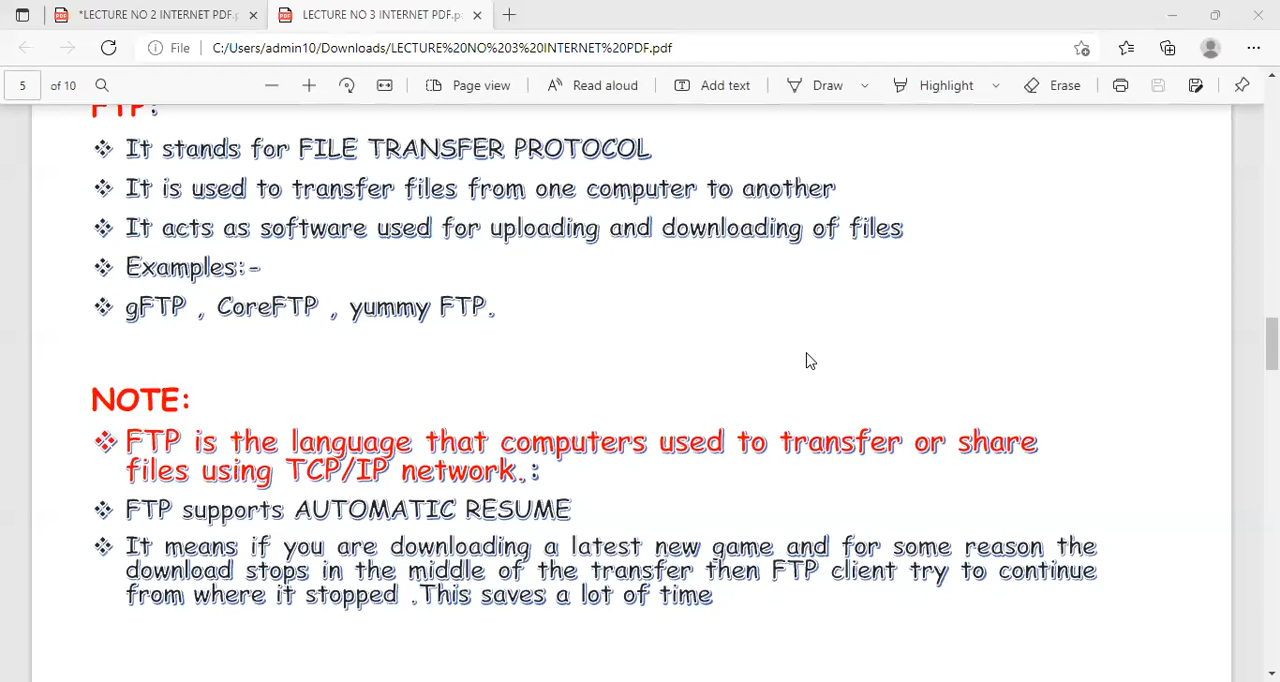 *LECTURE NO 2 INTERNET PDF.p
LECTURE NO 3 INTERNET PDF.p
File
C:/Users/admin10/Downloads/LECTURE%20NO%203%20INTERNET%20PDF.pdf
5 of 10
Page view
Read aloud
Add text
Draw
Highlight
Erase
FTP:
❖ It stands for FILE TRANSFER PROTOCOL
❖ It is used to transfer files from one computer to another
❖ It acts as software used for uploading and downloading of files
❖ Examples:-
❖ gFTP , CoreFTP , yummy FTP.
NOTE:
❖ FTP is the language that computers used to transfer or share
files using TCP/IP network.:
❖ FTP supports AUTOMATIC RESUME
❖ It means if you are downloading a latest new game and for some reason the
download stops in the middle of the transfer then FTP client try to continue
from where it stopped .This saves a lot of time